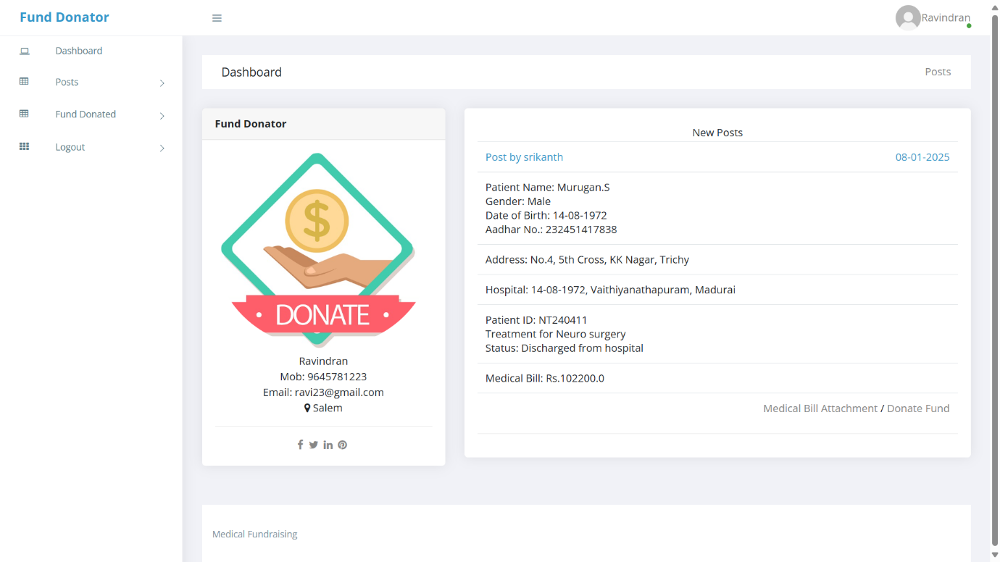 Fund Donator
Ravindran
Dashboard
Posts
Fund Donated
Logout
Dashboard
Posts
Fund Donator
DONATE
Ravindran
Mob: 9645781223
Email: ravi23@gmail.com
Salem
New Posts
Post by srikanth 08-01-2025
Patient Name: Murugan.S
Gender: Male
Date of Birth: 14-08-1972
Aadhar No.: 232451417838
Address: No.4, 5th Cross, KK Nagar, Trichy
Hospital: 14-08-1972, Vaithiyanathapuram, Madurai
Patient ID: NT240411
Treatment for Neuro surgery
Status: Discharged from hospital
Medical Bill: Rs.102200.0
Medical Bill Attachment / Donate Fund
Medical Fundraising